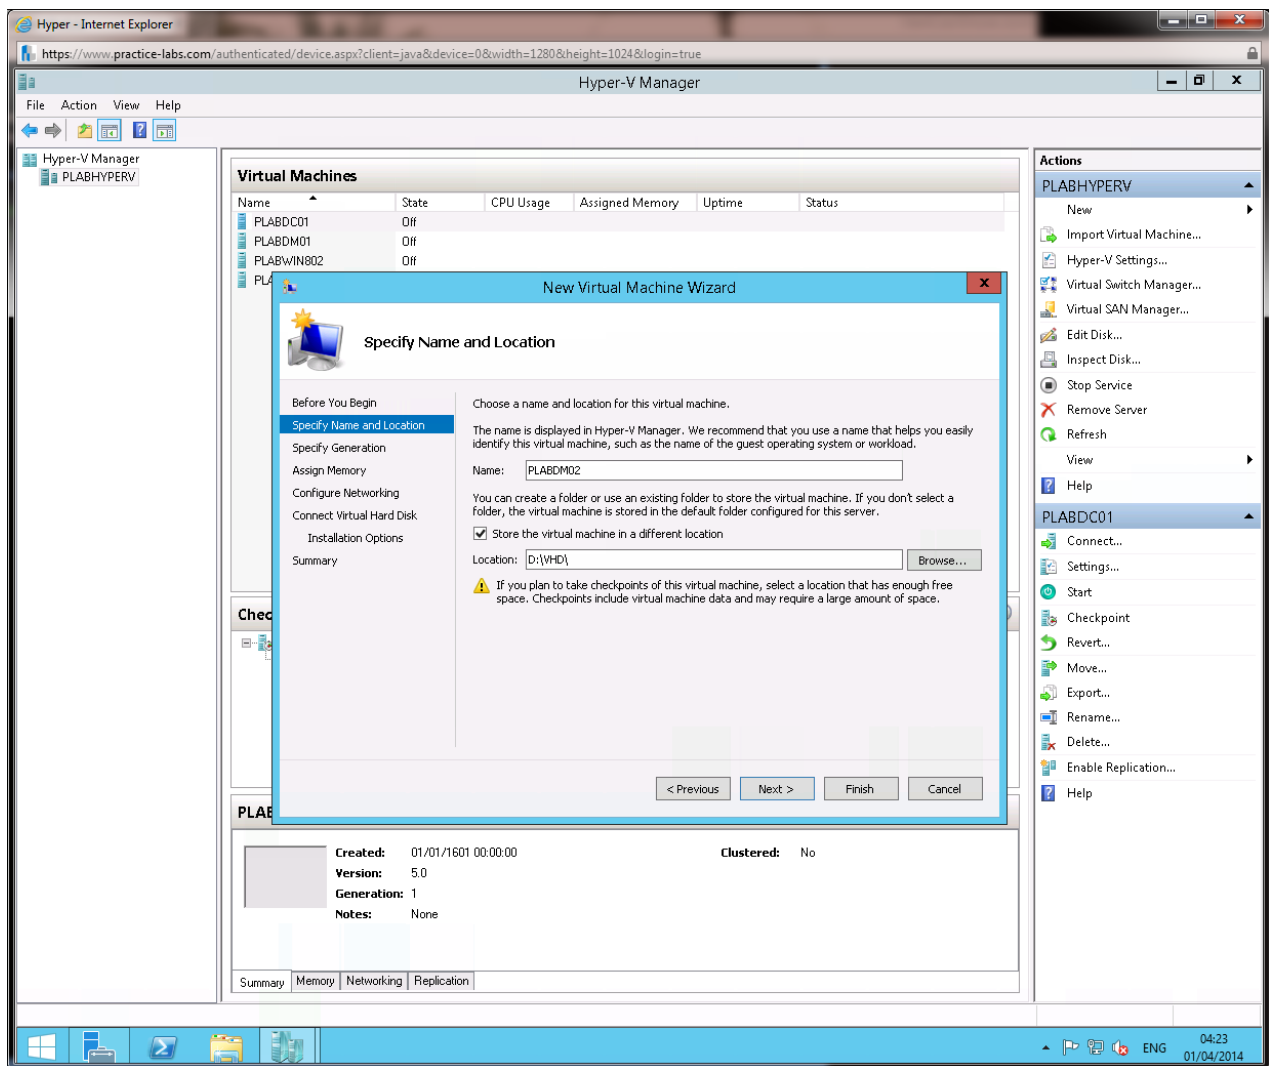 Hyper - Internet Explorer
https://www.practice-labs.com/authenticated/device.aspx?client=java&device=0&width=1280&height=1024&login=true
Hyper-V Manager
File Action View Help
Hyper-V Manager
PLABHYPERV
Virtual Machines
Name State CPU Usage Assigned Memory Uptime Status
PLABDC01 Off
PLABDM01 Off
PLABWIN802 Off
PLA
New Virtual Machine Wizard
Specify Name and Location
Before You Begin
Specify Name and Location
Specify Generation
Assign Memory
Configure Networking
Connect Virtual Hard Disk
Installation Options
Summary
Choose a name and location for this virtual machine.
The name is displayed in Hyper-V Manager. We recommend that you use a name that helps you easily
identify this virtual machine, such as the name of the guest operating system or workload.
Name: PLABDM02
You can create a folder or use an existing folder to store the virtual machine. If you don't select a
folder, the virtual machine is stored in the default folder configured for this server.
Store the virtual machine in a different location
Location: D:\VHD\ Browse...
If you plan to take checkpoints of this virtual machine, select a location that has enough free
space. Checkpoints include virtual machine data and may require a large amount of space.
< Previous Next > Finish Cancel
Chec
PLAB
Created: 01/01/1601 00:00:00 Clustered: No
Version: 5.0
Generation: 1
Notes: None
Summary Memory Networking Replication
Actions
PLABHYPERV
New
Import Virtual Machine...
Hyper-V Settings...
Virtual Switch Manager...
Virtual SAN Manager...
Edit Disk...
Inspect Disk...
Stop Service
Remove Server
Refresh
View
Help
PLABDC01
Connect...
Settings...
Start
Checkpoint
Revert...
Move...
Export...
Rename...
Delete...
Enable Replication...
Help
ENG 04:23
01/04/2014